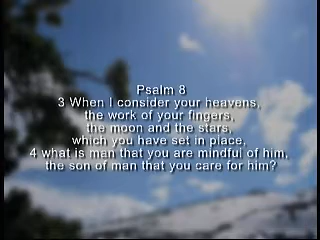 Psalm 8
3 When I consider your heavens,
the work of your fingers,
the moon and the stars,
which you have set in place,
4 what is man that you are mindful of him,
the son of man that you care for him?